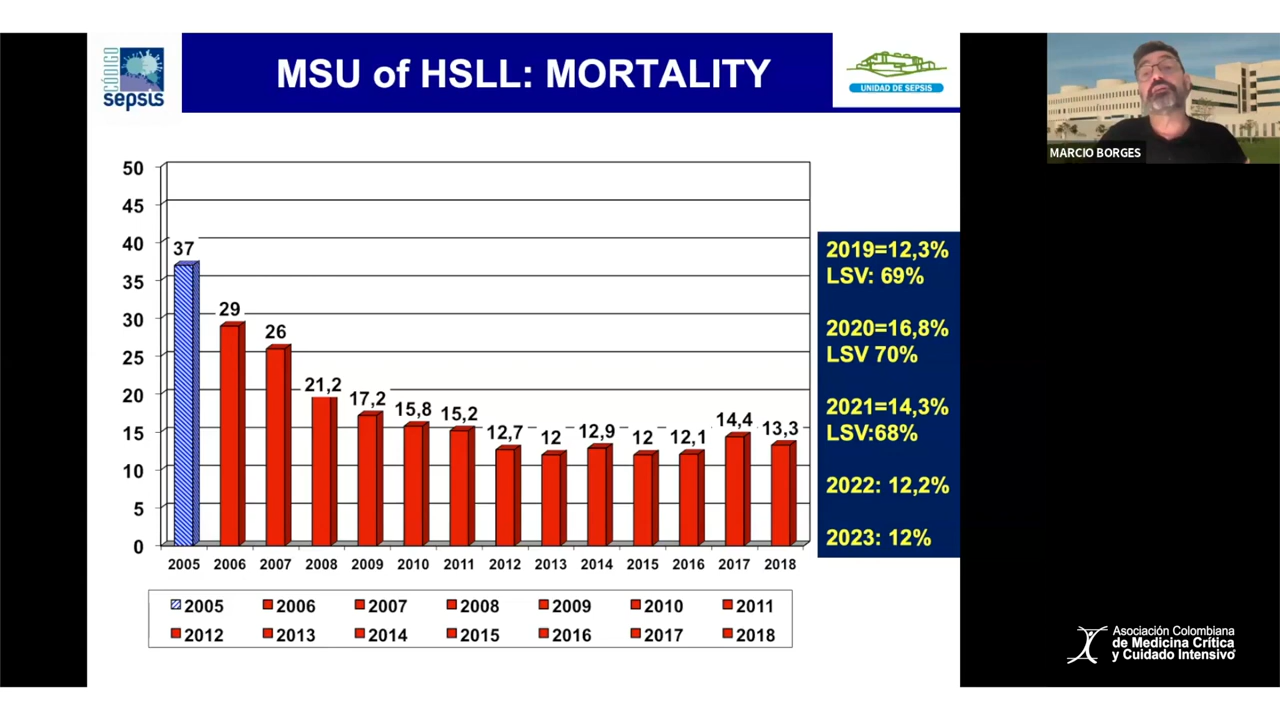 CÓDIGO
sepsis
MSU of HSLL: MORTALITY
UNIDAD DE SEPSIS
MARCIO BORGES
50
45
40
35
30
25
20
15
10
5
0
37
29
26
21,2
17,2
15,8
15,2
12,7
12
12,9
12
12,1
14,4
13,3
2005 2006 2007 2008 2009 2010 2011 2012 2013 2014 2015 2016 2017 2018
2005 2006 2007 2008 2009 2010 2011
2012 2013 2014 2015 2016 2017 2018
2019=12,3%
LSV: 69%
2020=16,8%
LSV 70%
2021=14,3%
LSV:68%
2022: 12,2%
2023: 12%
Asociación Colombiana
de Medicina Crítica
y Cuidado Intensivo